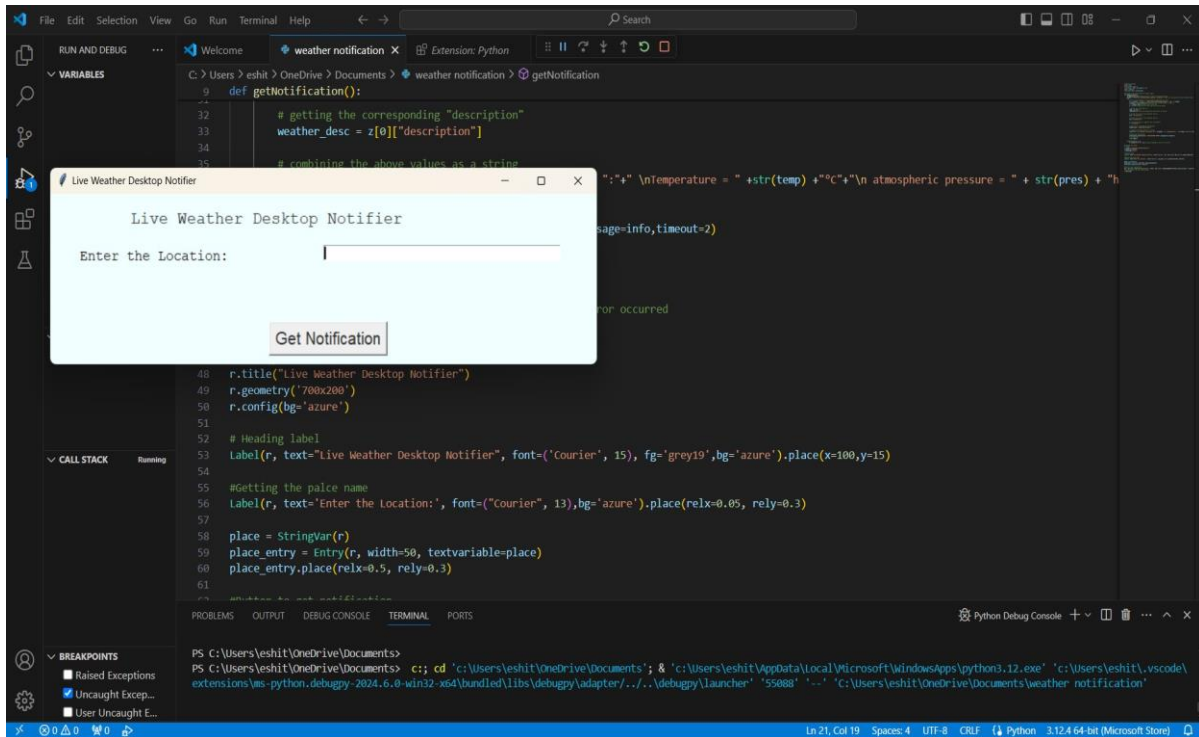 File Edit Selection View Go Run Terminal Help
Search
RUN AND DEBUG
Welcome
weather notification
Extension: Python
VARIABLES
C: > Users > eshit > OneDrive > Documents > weather notification > getNotification
9 def getNotification():
31
32 # getting the corresponding "description"
33 weather_desc = z[0]["description"]
34
35 # combining the above values as a string
":"+" \nTemperature = " +str(temp) +"°C"+"\n atmospheric pressure = " + str(pres) + "h
sage=info,timeout=2)
ror occurred
Live Weather Desktop Notifier
Live Weather Desktop Notifier
Enter the Location:
Get Notification
48 r.title("Live Weather Desktop Notifier")
49 r.geometry('700x200')
50 r.config(bg='azure')
51
52 # Heading label
53 Label(r, text="Live Weather Desktop Notifier", font=('Courier', 15), fg='grey19',bg='azure').place(x=100,y=15)
54
55 #Getting the palce name
56 Label(r, text='Enter the Location:', font=("Courier", 13),bg='azure').place(relx=0.05, rely=0.3)
57
58 place = StringVar(r)
59 place_entry = Entry(r, width=50, textvariable=place)
60 place_entry.place(relx=0.5, rely=0.3)
61
CALL STACK Running
PROBLEMS OUTPUT DEBUG CONSOLE TERMINAL PORTS
Python Debug Console
PS C:\Users\eshit\OneDrive\Documents>
PS C:\Users\eshit\OneDrive\Documents> c:; cd 'c:\Users\eshit\OneDrive\Documents'; & 'c:\Users\eshit\AppData\Local\Microsoft\WindowsApps\python3.12.exe' 'c:\Users\eshit\.vscode\
extensions\ms-python.debugpy-2024.6.0-win32-x64\bundled\libs\debugpy\adapter/../..\debugpy\launcher' '55088' '--' 'C:\Users\eshit\OneDrive\Documents\weather notification'
BREAKPOINTS
Raised Exceptions
Uncaught Excep...
User Uncaught E...
0 0 0
Ln 21, Col 19 Spaces: 4 UTF-8 CRLF Python 3.12.4 64-bit (Microsoft Store)